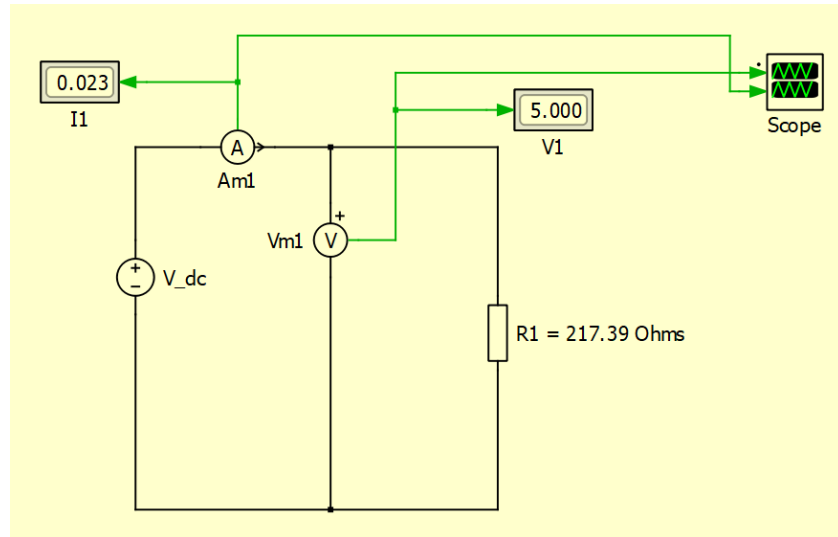 0.023
I1
A
Am1
5.000
V1
Scope
Vm1
+
V
+
−
V_dc
R1 = 217.39 Ohms